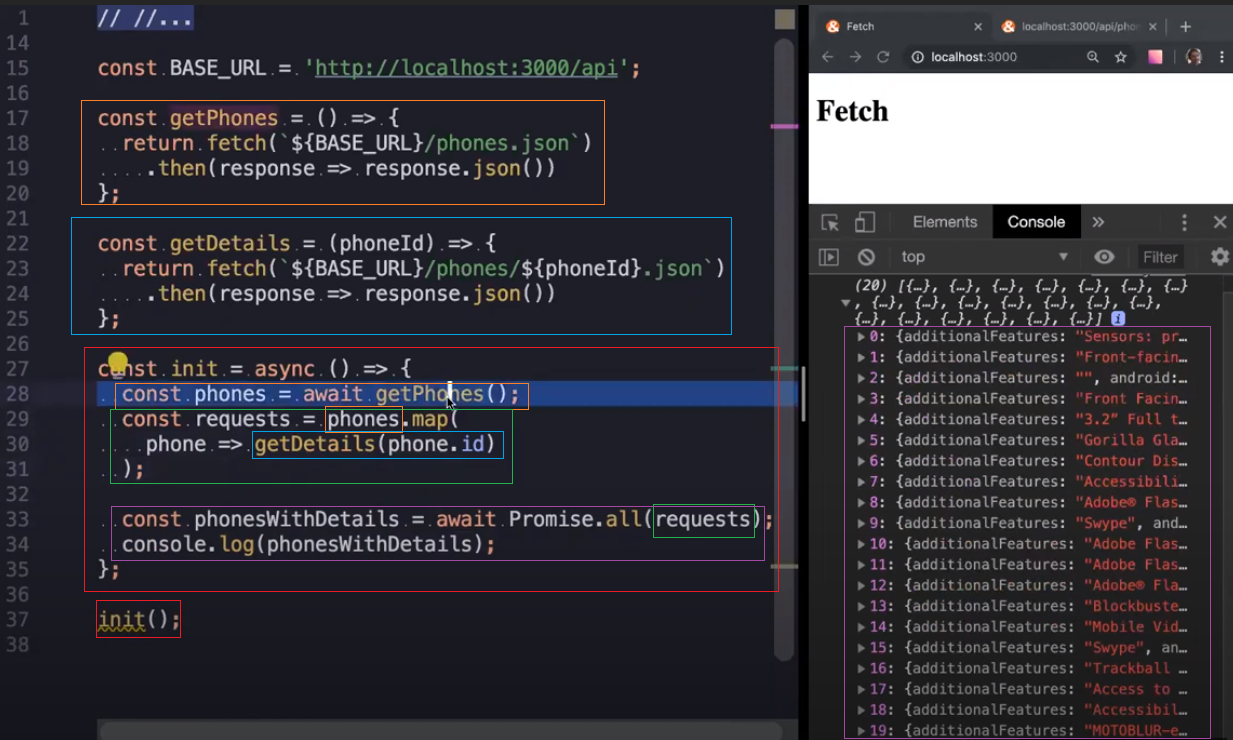 1 // //...
14
15 const BASE_URL = 'http://localhost:3000/api';
16
17 const getPhones = () => {
18 return fetch(`${BASE_URL}/phones.json`)
19 .then(response => response.json())
20 };
21
22 const getDetails = (phoneId) => {
23 return fetch(`${BASE_URL}/phones/${phoneId}.json`)
24 .then(response => response.json())
25 };
26
27 const init = async () => {
28 const phones = await getPhones();
29 const requests = phones.map(
30 phone => getDetails(phone.id)
31 );
32
33 const phonesWithDetails = await Promise.all(requests);
34 console.log(phonesWithDetails);
35 };
36
37 init();
38
Fetch localhost:3000/api/pho
localhost:3000
Fetch
Elements Console »
top Filter
(20) [{…}, {…}, {…}, {…}, {…}, {…}, {…}
, {…}, {…}, {…}, {…}, {…}, {…}, {…},
{…}, {…}, {…}, {…}, {…}, {…}] i
0: {additionalFeatures: "Sensors: pr…
1: {additionalFeatures: "Front-facin…
2: {additionalFeatures: "", android:…
3: {additionalFeatures: "Front Facin…
4: {additionalFeatures: "3.2" Full t…
5: {additionalFeatures: "Gorilla Gla…
6: {additionalFeatures: "Contour Dis…
7: {additionalFeatures: "Accessibili…
8: {additionalFeatures: "Adobe® Flas…
9: {additionalFeatures: "Swype", and…
10: {additionalFeatures: "Adobe Flas…
11: {additionalFeatures: "Adobe Flas…
12: {additionalFeatures: "Adobe® Fla…
13: {additionalFeatures: "Blockbuste…
14: {additionalFeatures: "Mobile Vid…
15: {additionalFeatures: "Swype", an…
16: {additionalFeatures: "Trackball …
17: {additionalFeatures: "Access to …
18: {additionalFeatures: "Accessibil…
19: {additionalFeatures: "MOTOBLUR-e…